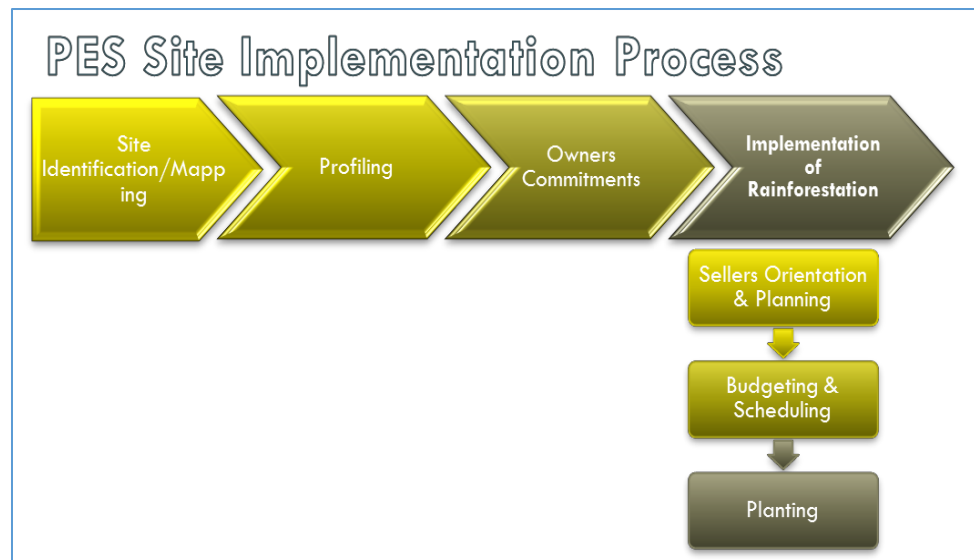 PES Site Implementation Process
Site
Identification/Mapp
ing
Profiling
Owners
Commitments
Implementation
of
Rainforestation
Sellers Orientation
& Planning
Budgeting &
Scheduling
Planting